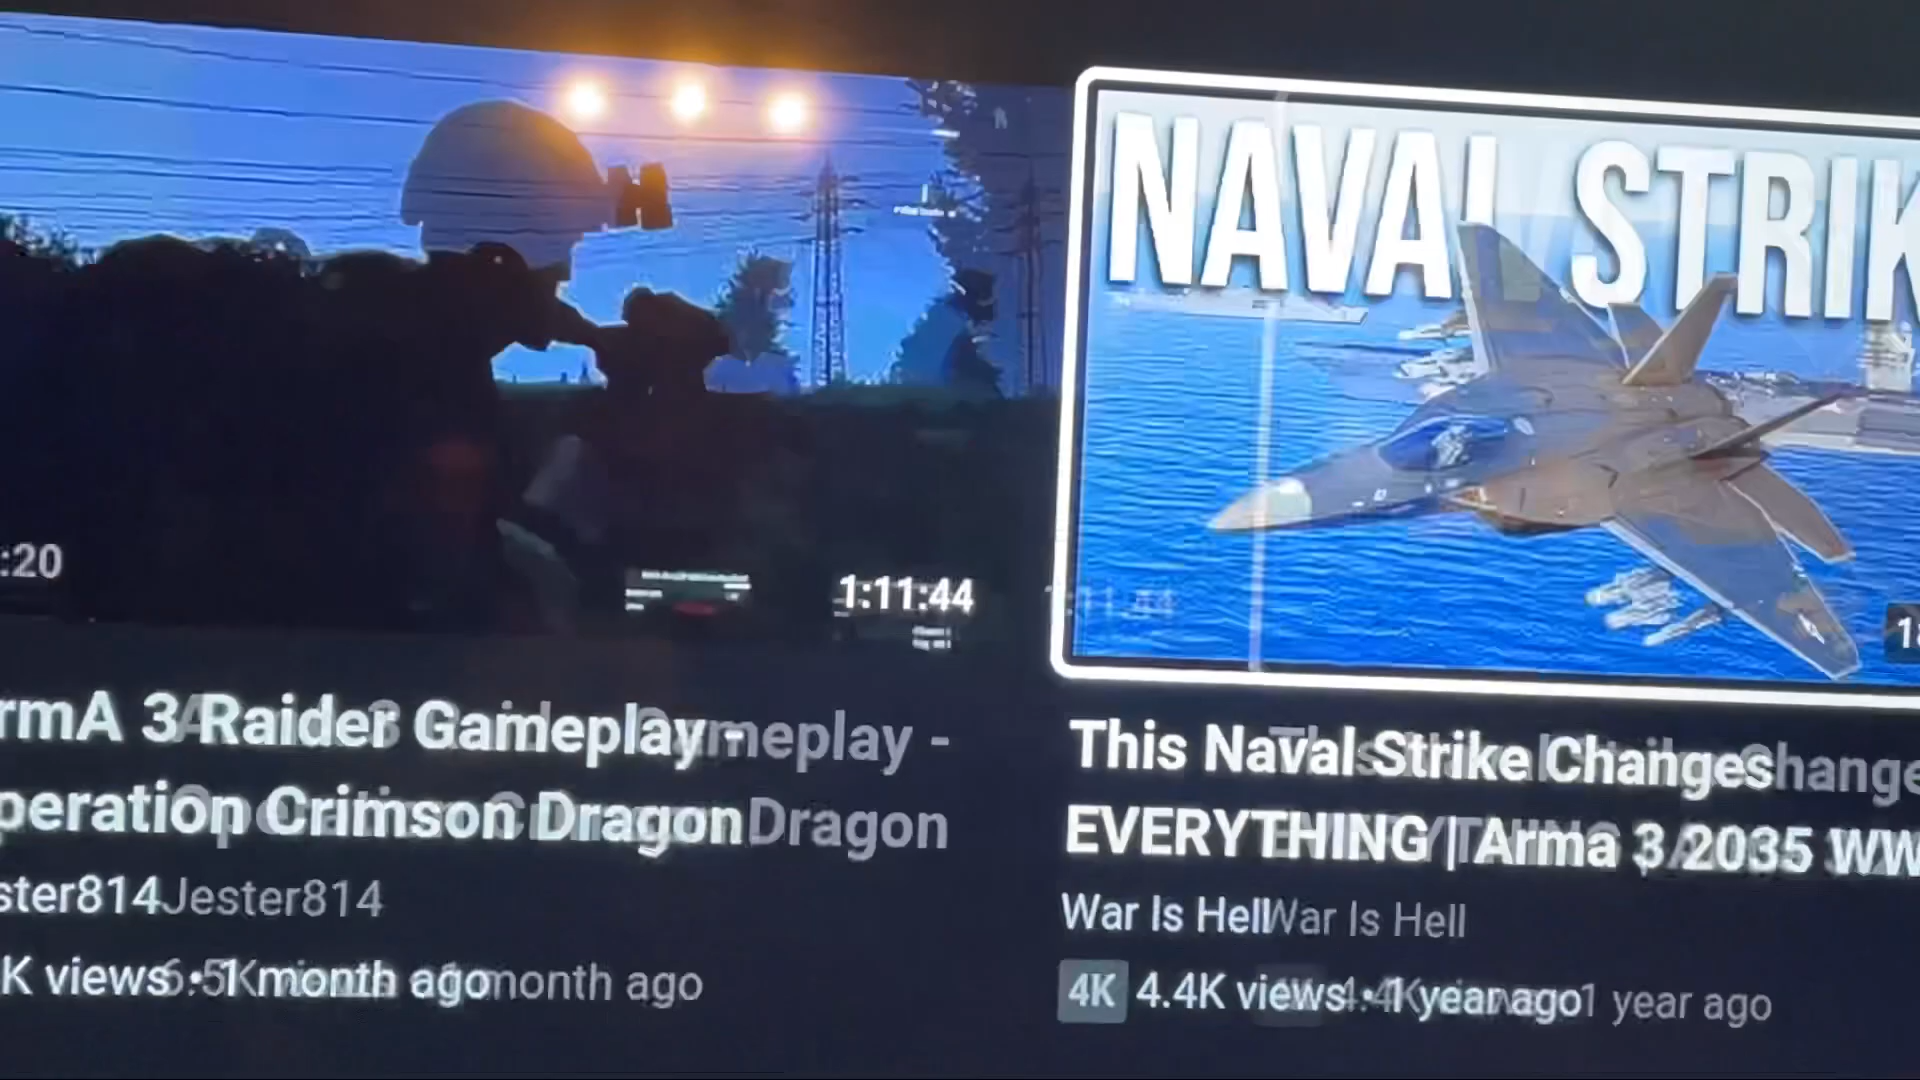 NAVAL STRIK
:20
1:11:44
rmA 3 Raider Gameplay -
peration Crimson Dragon
ster814
K views • 1 month ago
This Naval Strike Changes
EVERYTHING | Arma 3 2035 WW
War Is Hell
4K 4.4K views • 1 year ago